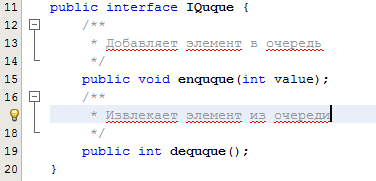 11 public interface IQuque {
12 /**
13 * Добавляет элемент в очередь
14 */
15 public void enquque(int value);
16 /**
* Извлекает элемент из очереди
18 */
19 public int dequque();
20 }